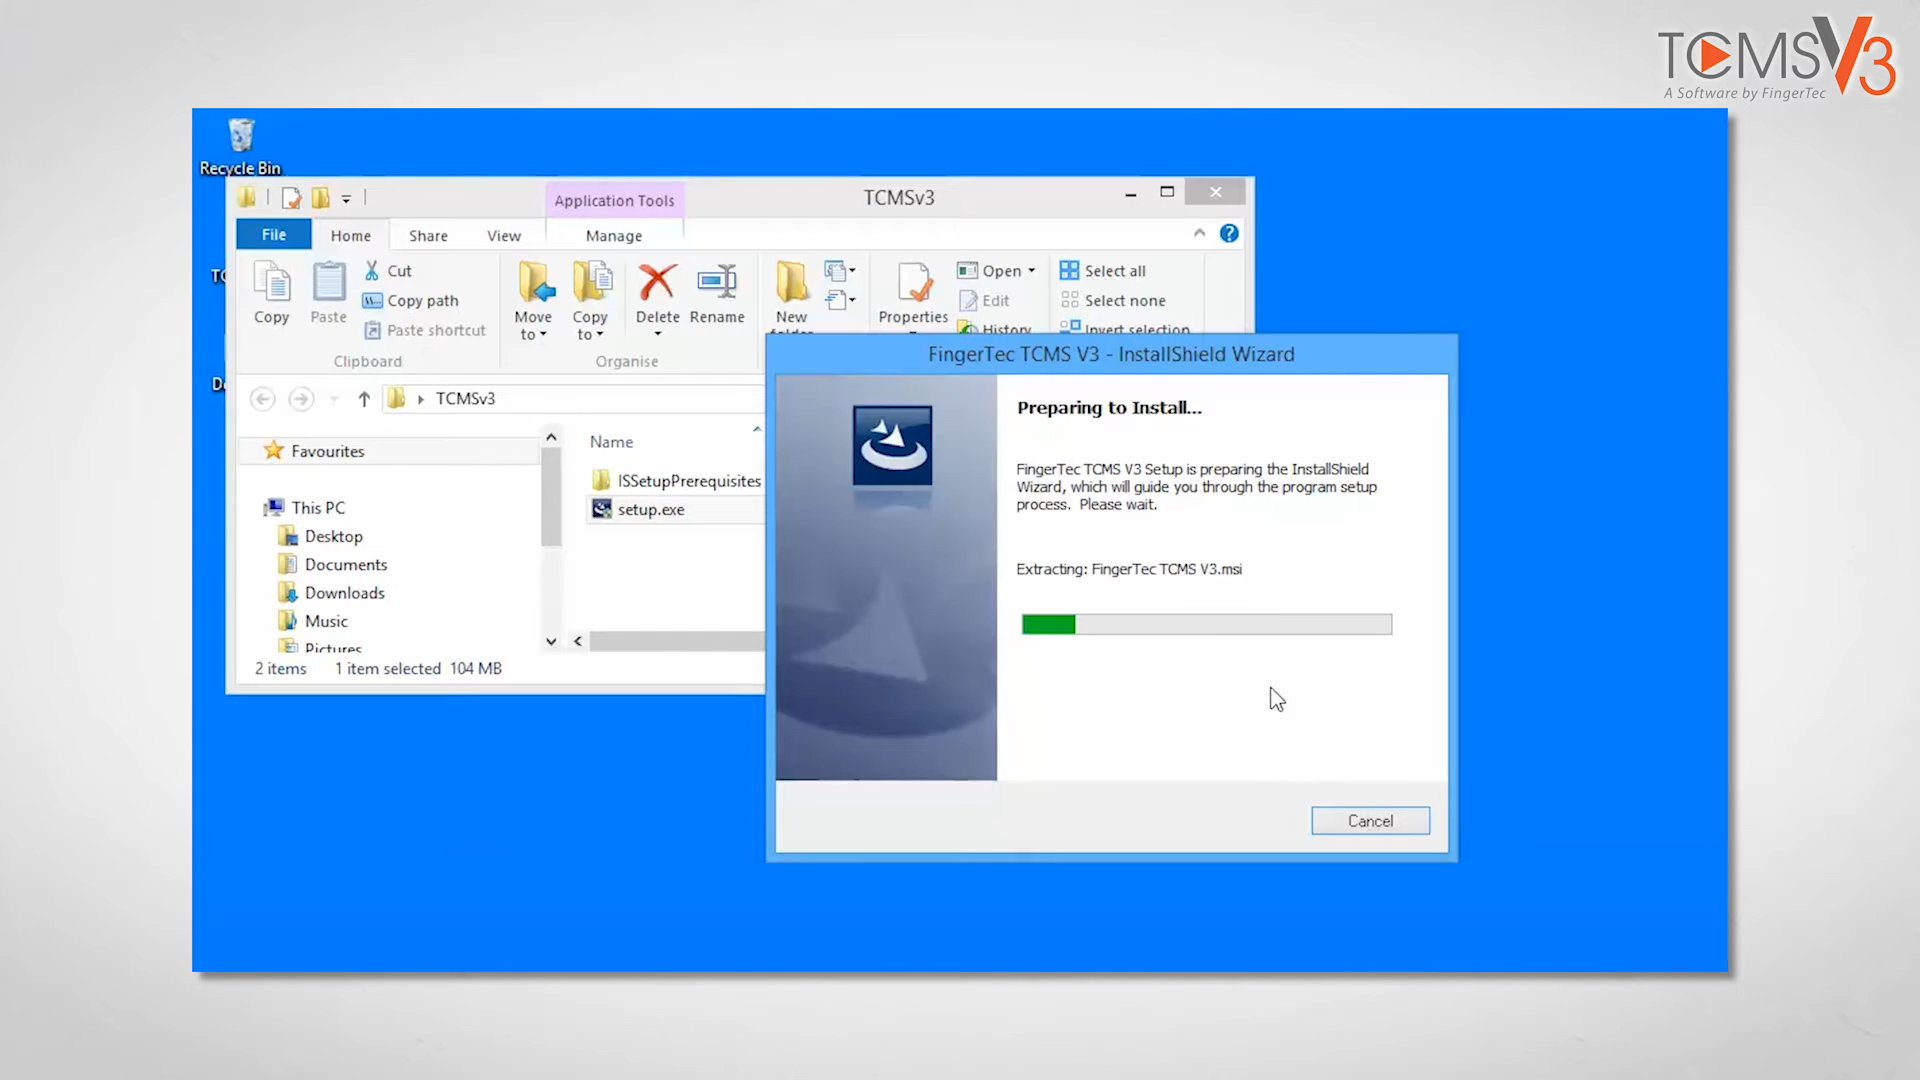 TCMSV3
A Software by FingerTec
Recycle Bin
Application Tools
TCMSv3
File
Home
Share
View
Manage
Copy
Paste
Cut
Copy path
Paste shortcut
Clipboard
Move to
Copy to
Delete
Rename
Organise
New folder
Properties
Open
Edit
History
Select all
Select none
Invert selection
TCMSv3
Favourites
This PC
Desktop
Documents
Downloads
Music
Pictures
Name
ISSetupPrerequisites
setup.exe
2 items
1 item selected 104 MB
FingerTec TCMS V3 - InstallShield Wizard
Preparing to Install...
FingerTec TCMS V3 Setup is preparing the InstallShield
Wizard, which will guide you through the program setup
process. Please wait.
Extracting: FingerTec TCMS V3.msi
Cancel